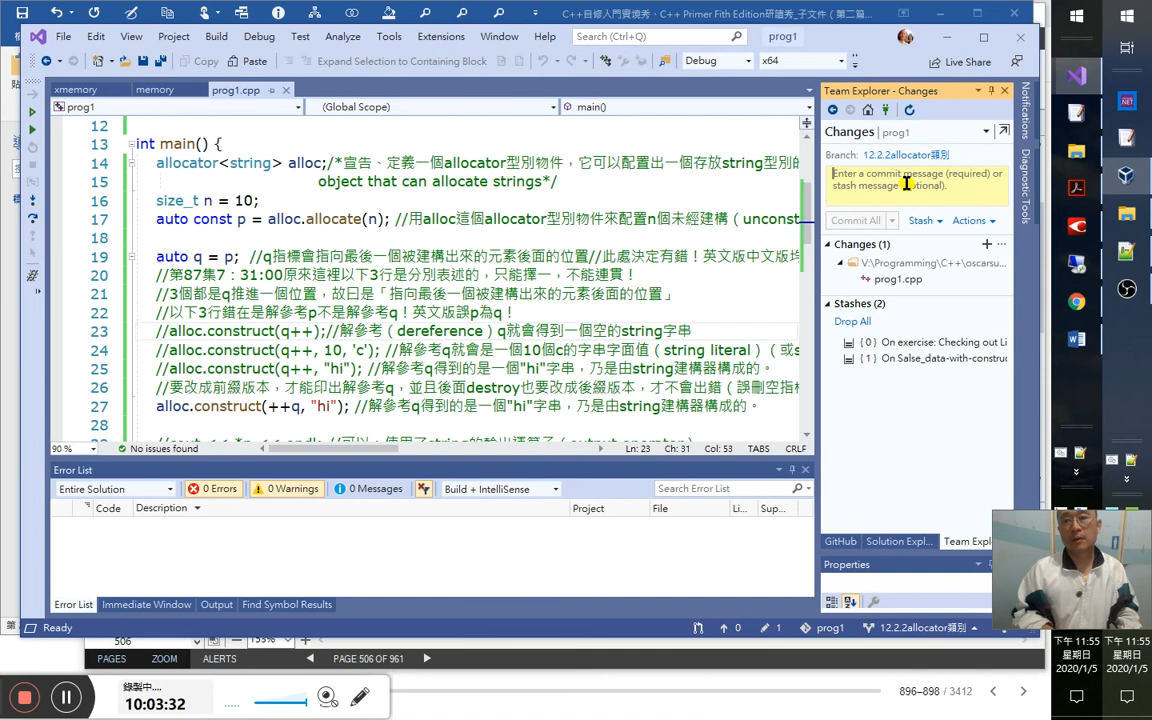 C++自修入門實境秀、C++ Primer Fifth Edition研讀秀_子文件（第二篇...
File Edit View Project Build Debug Test Analyze Tools Extensions Window Help Search (Ctrl+Q) prog1
Copy Paste Expand Selection to Containing Block Debug x64 Live Share
xmemory memory prog1.cpp
prog1 (Global Scope) main()
12
13 int main() {
14 allocator<string> alloc;/*宣告、定義一個allocator型別物件，它可以配置出一個存放string型別的
15 object that can allocate strings*/
16 size_t n = 10;
17 auto const p = alloc.allocate(n); //用alloc這個allocator型別物件來配置n個未經建構（unconst
18
19 auto q = p; //q指標會指向最後一個被建構出來的元素後面的位置//此處決定有錯！英文版中文版均
20 //第87集7：31:00原來這裡以下3行是分別表述的，只能擇一，不能連貫！
21 //3個都是q推進一個位置，故曰是「指向最後一個被建構出來的元素後面的位置」
22 //以下3行錯在是解參考p不是解參考q！英文版誤p為q！
23 //alloc.construct(q++);//解參考（dereference）q就會得到一個空的string字串
24 //alloc.construct(q++, 10, 'c'); //解參考q就會是一個10個c的字串字面值（string literal）（或s
25 //alloc.construct(q++, "hi"); //解參考q得到的是一個"hi"字串，乃是由string建構器構成的。
26 //要改成前綴版本，才能印出解參考q，並且後面destroy也要改成後綴版本，才不會出錯（誤刪空指標
27 alloc.construct(++q, "hi"); //解參考q得到的是一個"hi"字串，乃是由string建構器構成的。
90 % No issues found Ln: 23 Ch: 31 Col: 53 TABS CRLF
Error List
Entire Solution 0 Errors 0 Warnings 0 Messages Build + IntelliSense Search Error List
Code Description Project File Li... Sup...
Error List Immediate Window Output Find Symbol Results
Ready 0 1 prog1 12.2.2allocator類別
Team Explorer - Changes
Changes prog1
Branch: 12.2.2allocator類別
Enter a commit message (required) or
stash message
Commit All Stash Actions
Changes (1)
V:\Programming\C++\oscarsu
prog1.cpp
Stashes (2)
Drop All
{0} On exercise: Checking out Li
{1} On Salse_data-with-constru
GitHub Solution Expl... Team Expl
Properties
Notifications
Diagnostic Tools
506 153%
PAGES ZOOM ALERTS PAGE 506 OF 961
錄製中...
10:03:32
896–898 / 3412
下午 11:55
星期日
2020/1/5
下午 11:55
星期日
2020/1/5